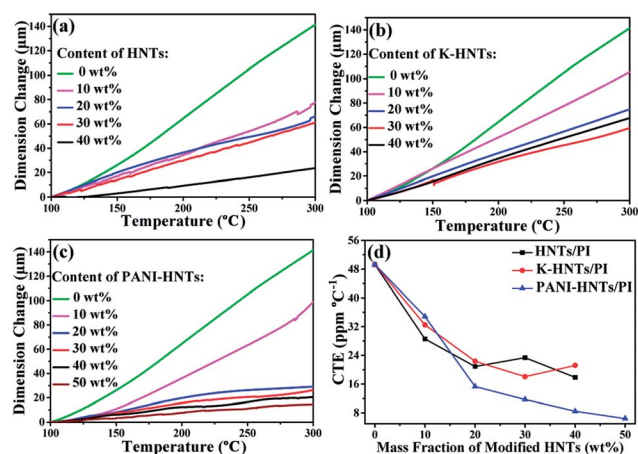 (a)
Content of HNTs:
0 wt%
10 wt%
20 wt%
30 wt%
40 wt%
Dimension Change (μm)
140
120
100
80
60
40
20
0
100 150 200 250 300
Temperature (ºC)
(b)
Content of K-HNTs:
0 wt%
10 wt%
20 wt%
30 wt%
40 wt%
Dimension Change (μm)
140
120
100
80
60
40
20
0
100 150 200 250 300
Temperature (ºC)
(c)
Content of PANI-HNTs:
0 wt%
10 wt%
20 wt%
30 wt%
40 wt%
50 wt%
Dimension Change (μm)
140
120
100
80
60
40
20
0
100 150 200 250 300
Temperature (ºC)
(d)
HNTs/PI
K-HNTs/PI
PANI-HNTs/PI
CTE (ppm ºC⁻¹)
56
48
40
32
24
16
8
0 10 20 30 40 50
Mass Fraction of Modified HNTs (wt%)